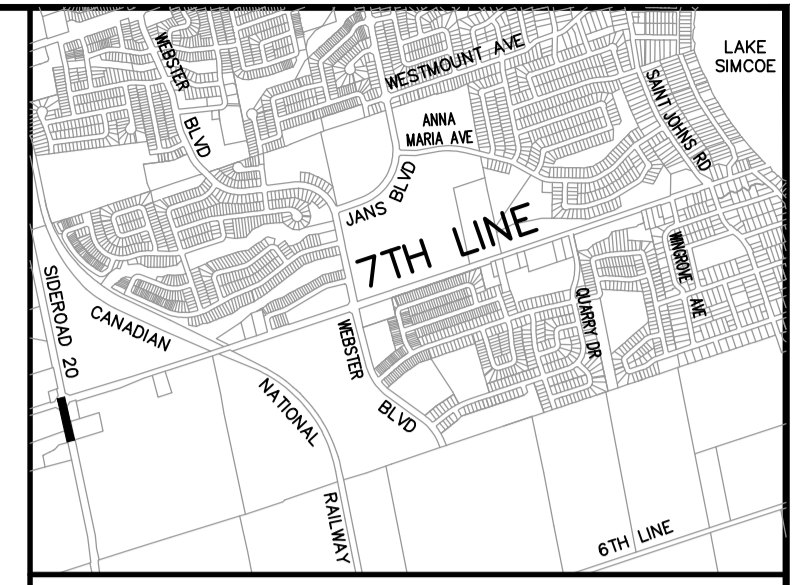 WEBSTER
BLVD
WESTMOUNT AVE
LAKE
SIMCOE
ANNA
MARIA AVE
SAINT JOHNS RD
JANS BLVD
7TH LINE
WINGROVE AVE
SIDEROAD 20
CANADIAN
NATIONAL
RAILWAY
WEBSTER
BLVD
QUARRY DR
6TH LINE